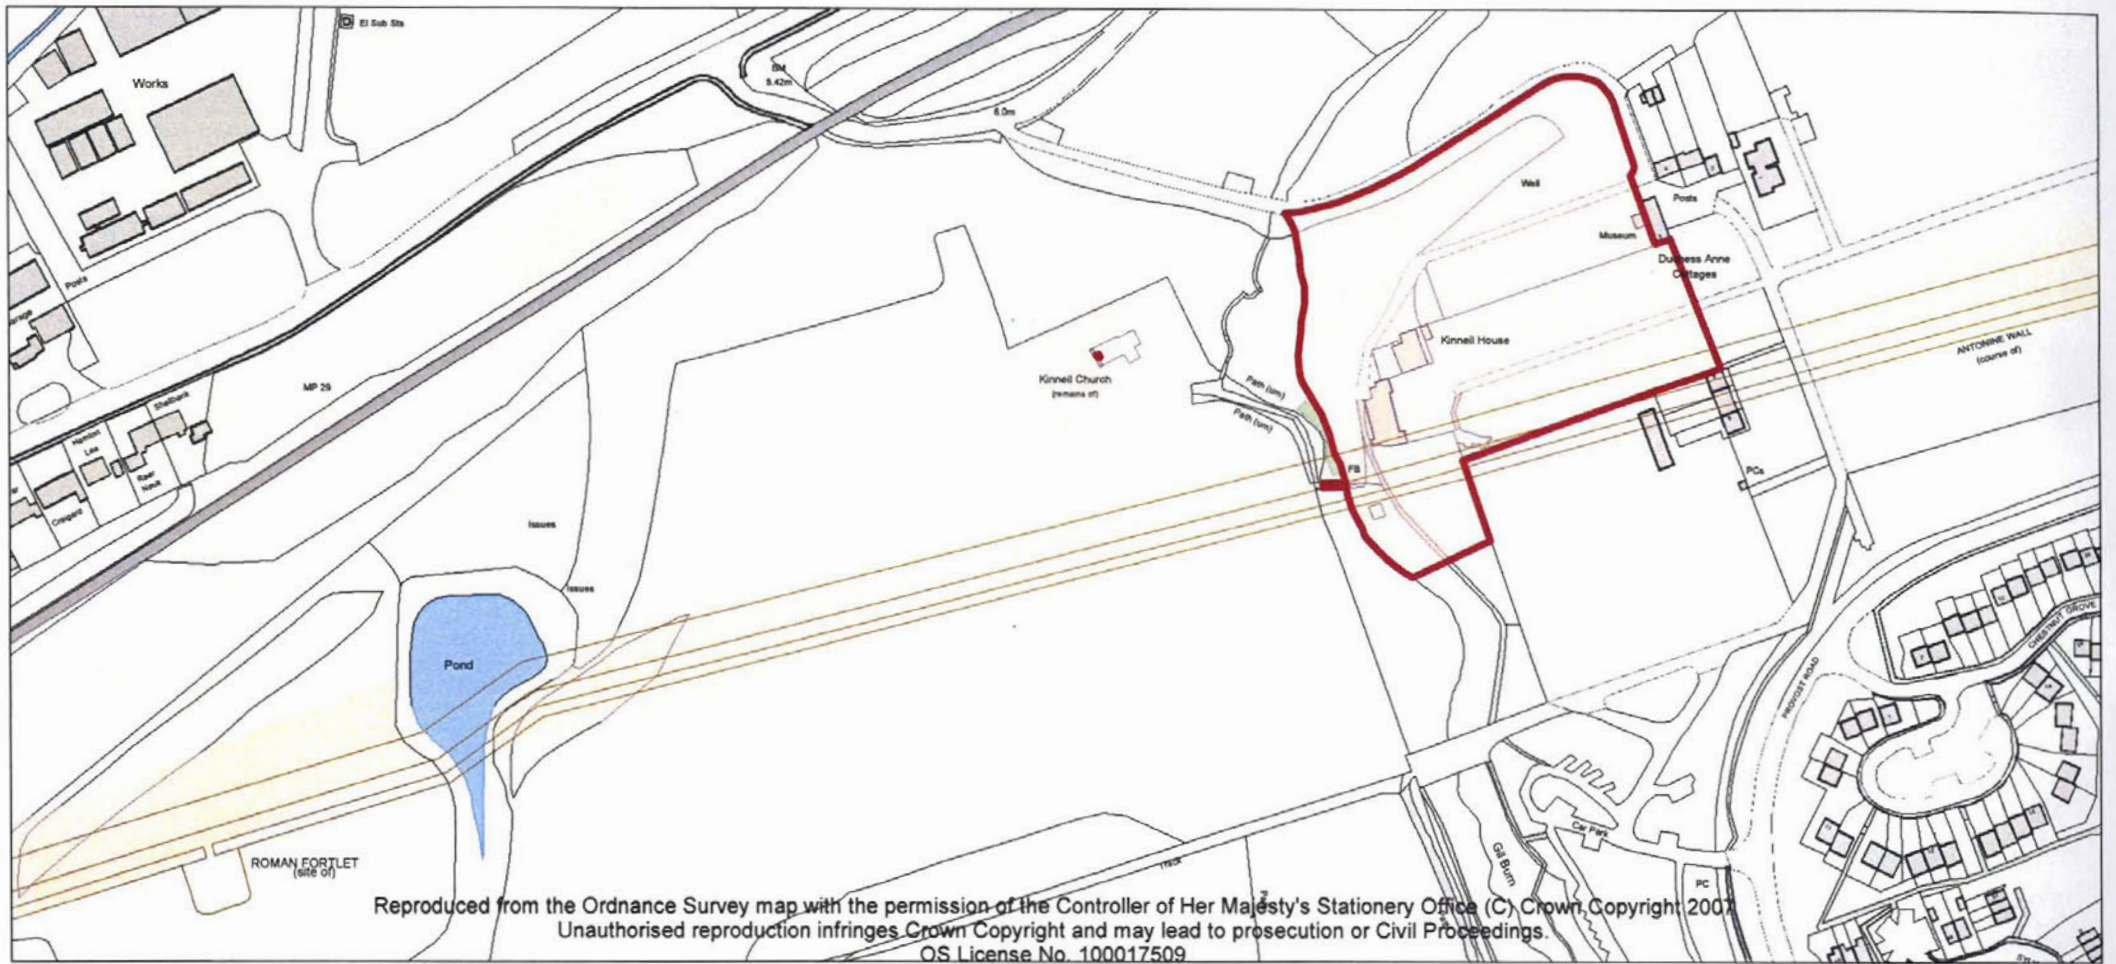 El Sub Sta
Works
BM
5.42m
6.0m
Well
Posts
Museum
Duchess Anne
Cottages
Posts
Kinneil House
ANTONINE WALL
(course of)
Kinneil Church
(remains of)
Path (um)
Path (um)
MP 29
Shellbank
Lea
Craigard
FB
PCs
Issues
Issues
CHESTNUT GROVE
Pond
PROVOST ROAD
Car Park
Gil Burn
ROMAN FORTLET
(site of)
Track
PC
Reproduced from the Ordnance Survey map with the permission of the Controller of Her Majesty's Stationery Office (C) Crown Copyright 2007
Unauthorised reproduction infringes Crown Copyright and may lead to prosecution or Civil Proceedings.
OS License No. 100017509